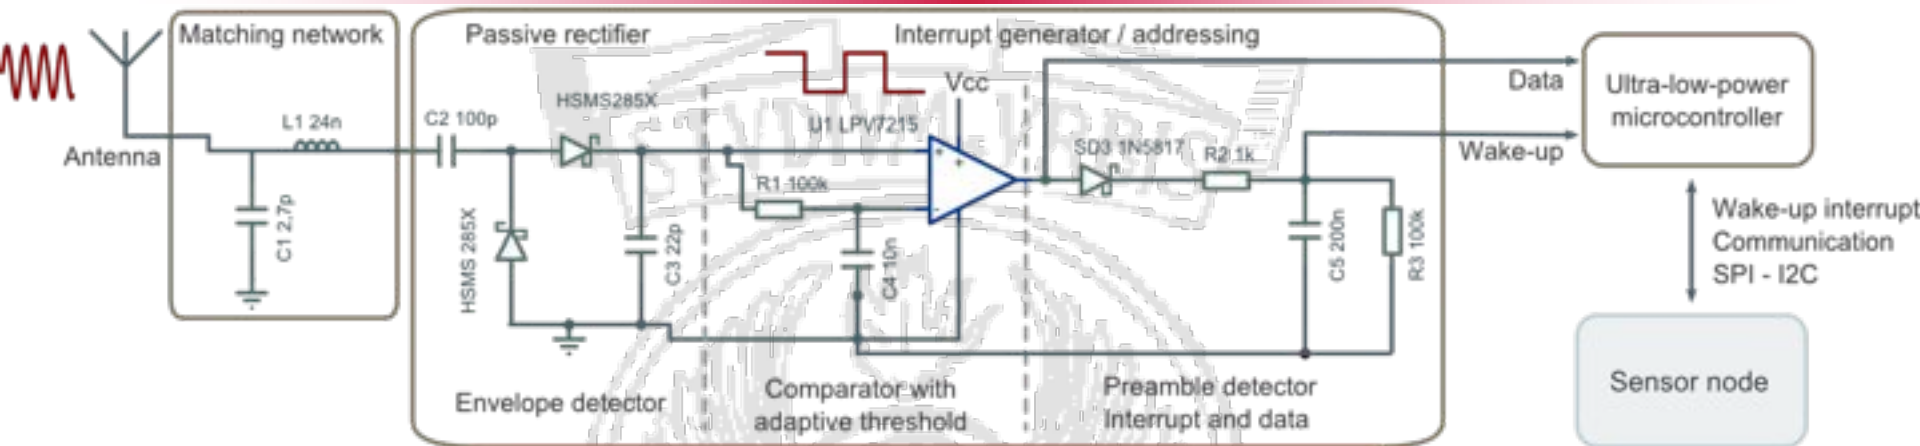 Matching network
Passive rectifier
Interrupt generator / addressing
Vcc
Data
Ultra-low-power
microcontroller
HSMS285X
C2 100p
L1 24n
U1 LPV7215
Antenna
SD3 1N5817
R2 1k
Wake-up
R1 100k
C1 2,7p
HSMS 285X
C3 22p
C4 10n
C5 200n
R3 100k
Wake-up interrupt
Communication
SPI - I2C
Envelope detector
Comparator with
adaptive threshold
Preamble detector
Interrupt and data
Sensor node